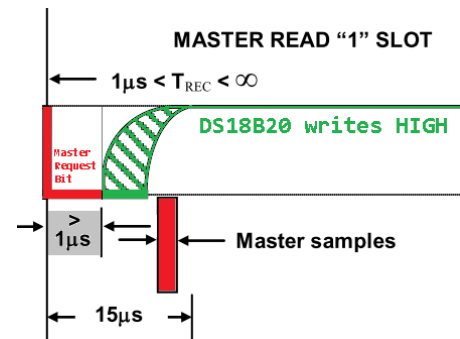 MASTER READ “1” SLOT
1μs < TREC < ∞
DS18B20 writes HIGH
Master
Request
Bit
>
1μs
Master samples
15μs